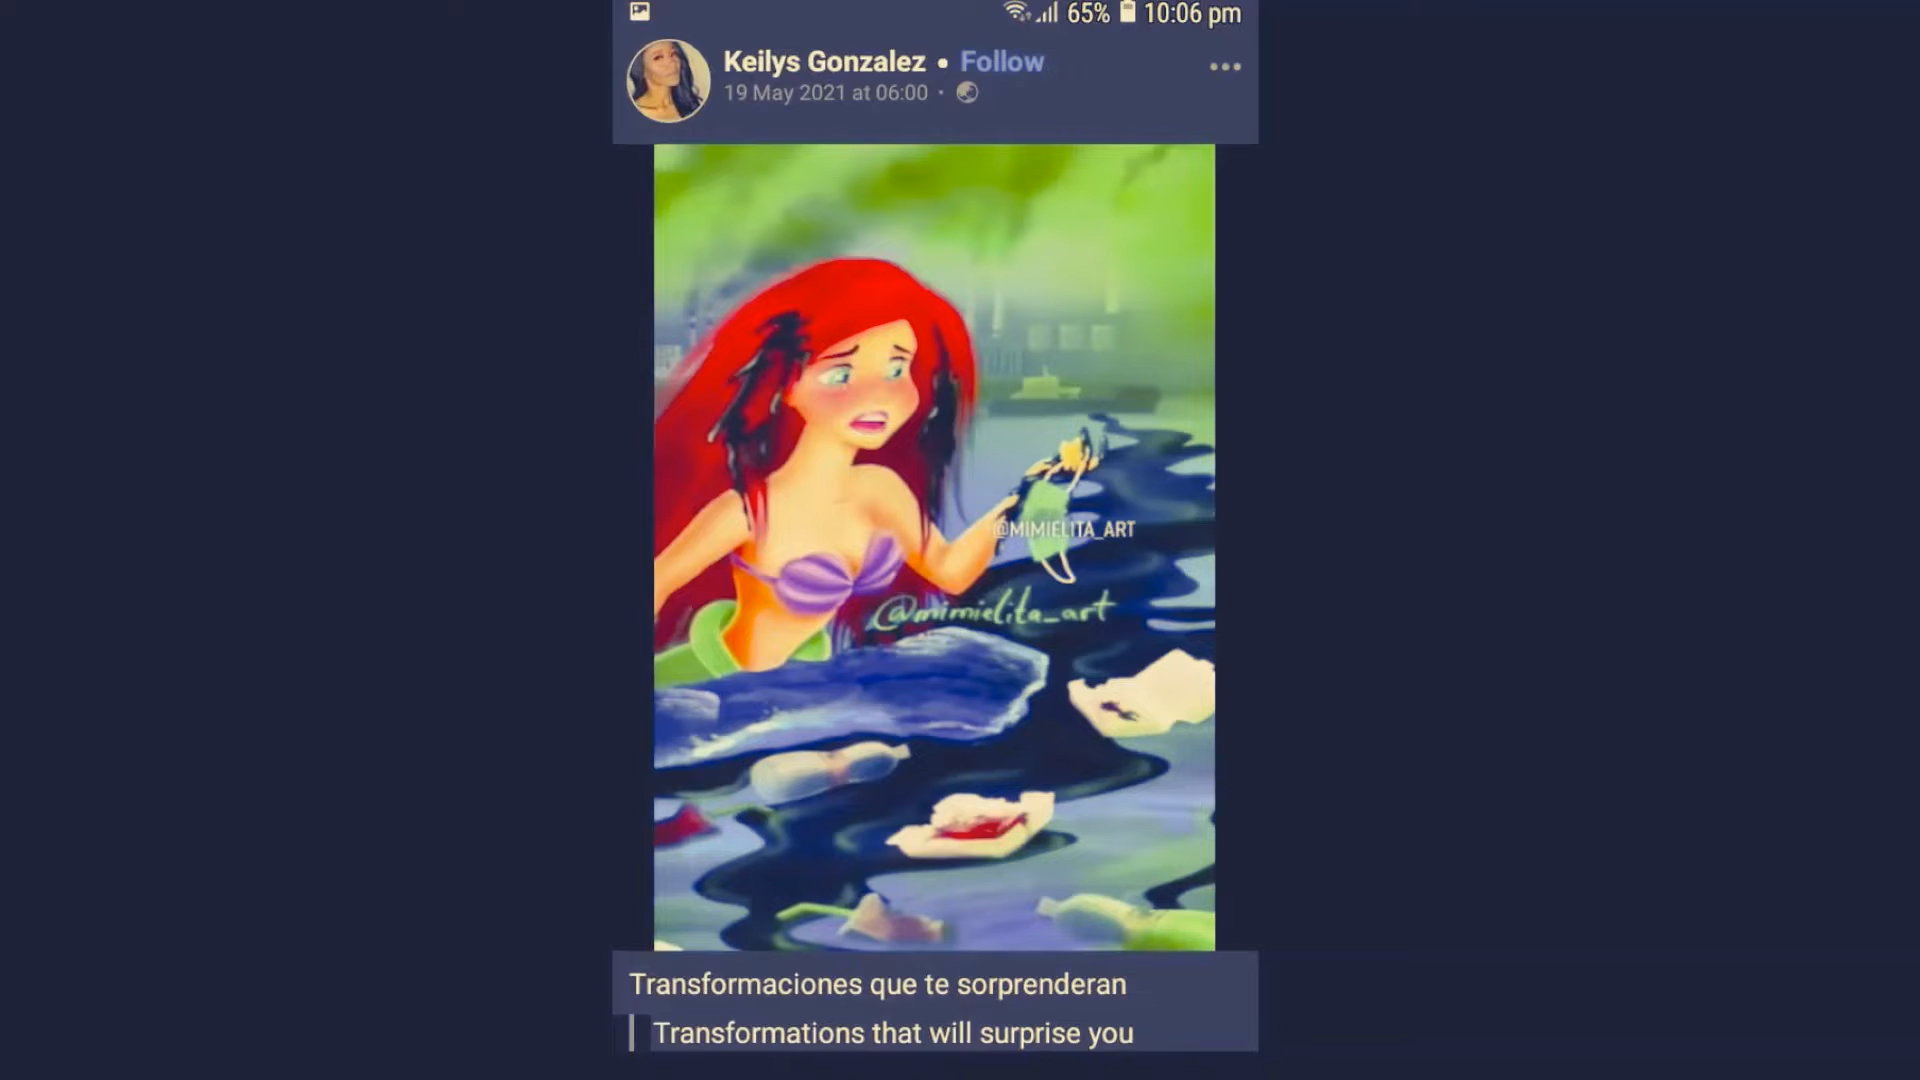 65% 10:06 pm
Keilys Gonzalez • Follow
19 May 2021 at 06:00 ·
@MIMIELITA_ART
@mimielita_art
Transformaciones que te sorprenderan
Transformations that will surprise you